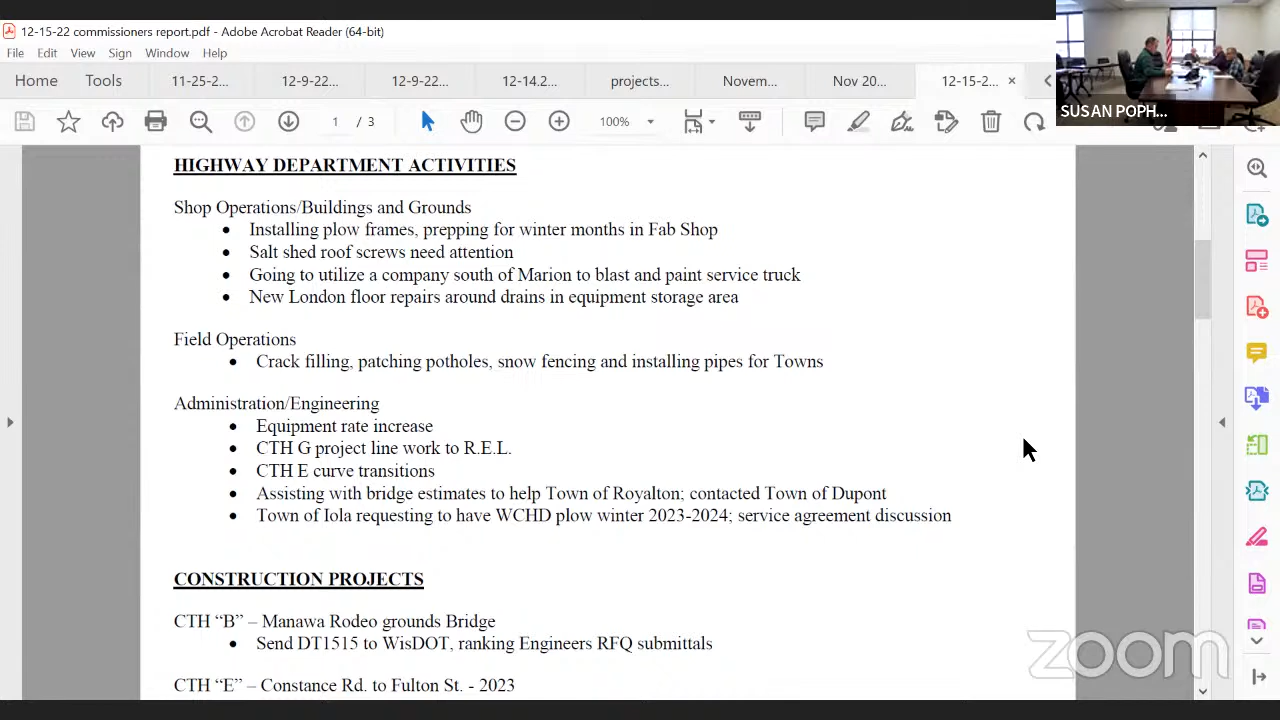 12-15-22 commissioners report.pdf - Adobe Acrobat Reader (64-bit)
File Edit View Sign Window Help
Home Tools 11-25-2... 12-9-22... 12-9-22... 12-14.2... projects... Novem... Nov 20... 12-15-2...
1 / 3 100%
SUSAN POPH...
HIGHWAY DEPARTMENT ACTIVITIES
Shop Operations/Buildings and Grounds
• Installing plow frames, prepping for winter months in Fab Shop
• Salt shed roof screws need attention
• Going to utilize a company south of Marion to blast and paint service truck
• New London floor repairs around drains in equipment storage area
Field Operations
• Crack filling, patching potholes, snow fencing and installing pipes for Towns
Administration/Engineering
• Equipment rate increase
• CTH G project line work to R.E.L.
• CTH E curve transitions
• Assisting with bridge estimates to help Town of Royalton; contacted Town of Dupont
• Town of Iola requesting to have WCHD plow winter 2023-2024; service agreement discussion
CONSTRUCTION PROJECTS
CTH “B” – Manawa Rodeo grounds Bridge
• Send DT1515 to WisDOT, ranking Engineers RFQ submittals
CTH “E” – Constance Rd. to Fulton St. - 2023
zoom